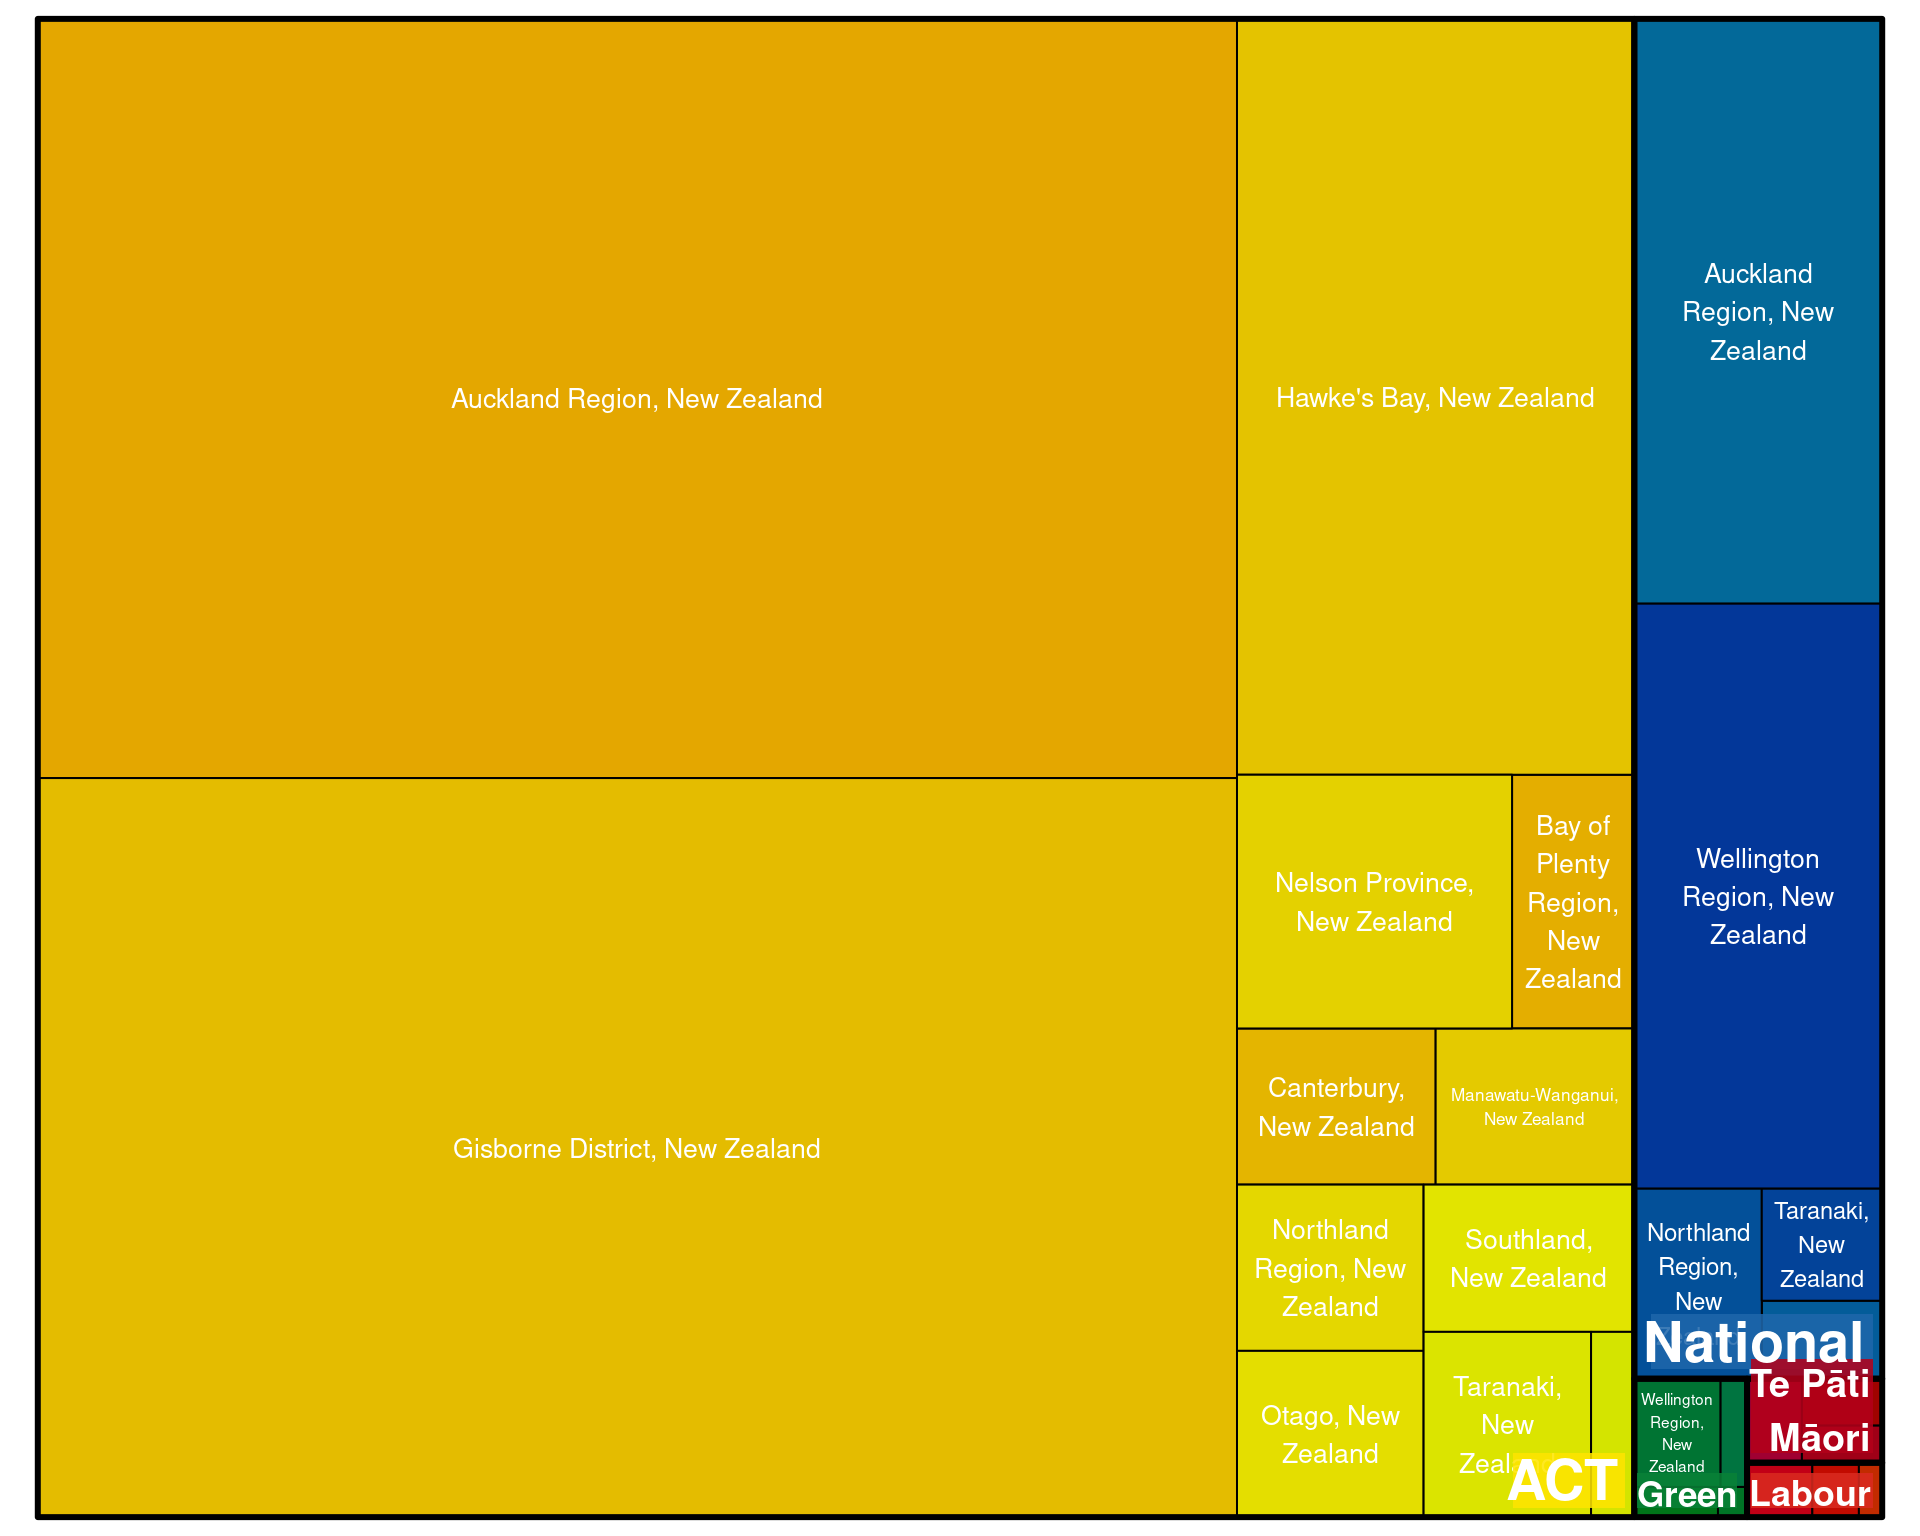 Auckland Region, New Zealand
Gisborne District, New Zealand
Hawke's Bay, New Zealand
Nelson Province,
New Zealand
Bay of
Plenty
Region,
New
Zealand
Canterbury,
New Zealand
Manawatu-Wanganui,
New Zealand
Northland
Region, New
Zealand
Southland,
New Zealand
Otago, New
Zealand
Taranaki,
New
Zealand
ACT
Auckland
Region, New
Zealand
Wellington
Region, New
Zealand
Northland
Region,
New
Taranaki,
New
Zealand
National
Wellington
Region,
New
Zealand
Green
Te Pāti
Māori
Labour